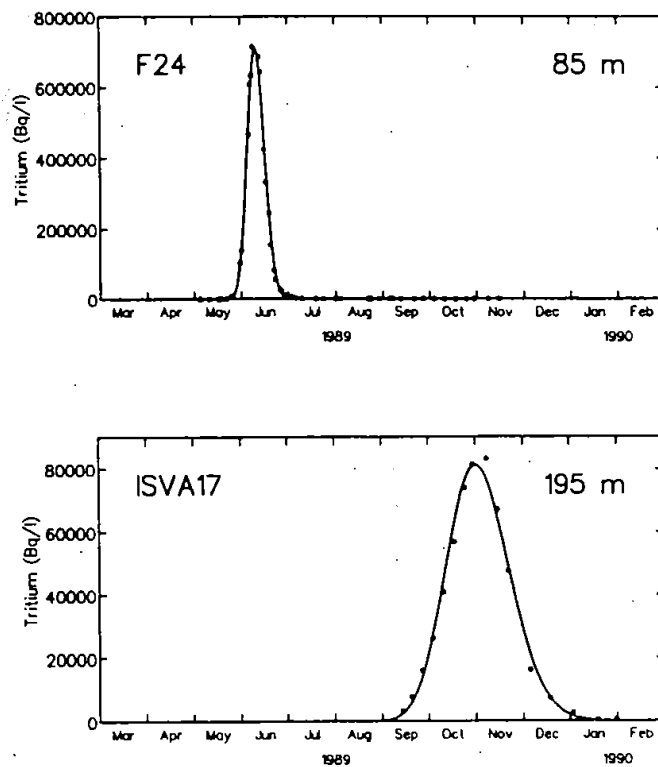 800000
F24
85 m
600000
400000
200000
0
Tritium (Bq/l)
Mar Apr May Jun Jul Aug Sep Oct Nov Dec Jan Feb
1989 1990
80000
ISVA17
195 m
60000
40000
20000
0
Tritium (Bq/l)
Mar Apr May Jun Jul Aug Sep Oct Nov Dec Jan Feb
1989 1990